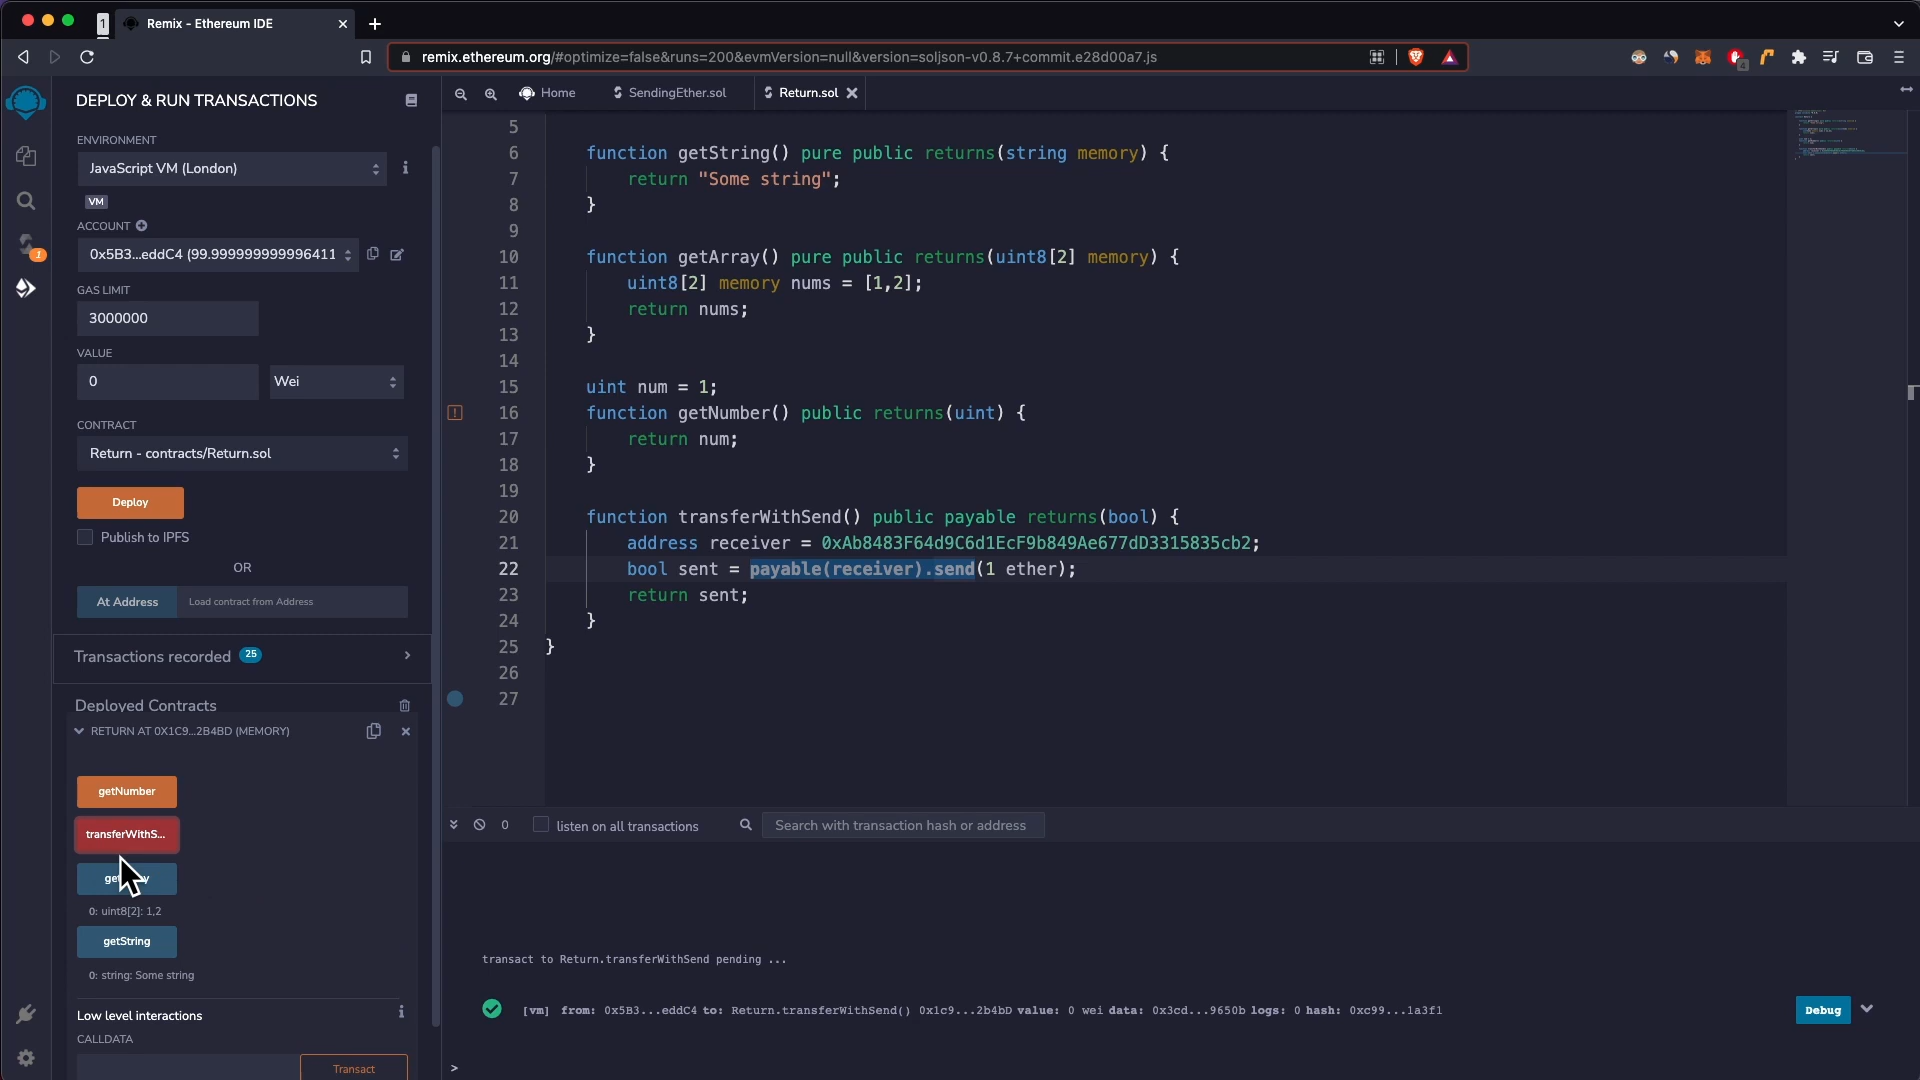 1
Remix - Ethereum IDE
remix.ethereum.org/#optimize=false&runs=200&evmVersion=null&version=soljson-v0.8.7+commit.e28d00a7.js
4
DEPLOY & RUN TRANSACTIONS
Home
SendingEther.sol
Return.sol
ENVIRONMENT
JavaScript VM (London)
VM
ACCOUNT
0x5B3...eddC4 (99.9999999999996411
GAS LIMIT
3000000
VALUE
0
Wei
CONTRACT
Return - contracts/Return.sol
Deploy
Publish to IPFS
OR
At Address
Load contract from Address
Transactions recorded 25
Deployed Contracts
RETURN AT 0X1C9...2B4BD (MEMORY)
getNumber
transferWithS...
0: uint8[2]: 1,2
getString
0: string: Some string
Low level interactions
CALLDATA
Transact
1
5
6 function getString() pure public returns(string memory) {
7 return "Some string";
8 }
9
10 function getArray() pure public returns(uint8[2] memory) {
11 uint8[2] memory nums = [1,2];
12 return nums;
13 }
14
15 uint num = 1;
16 function getNumber() public returns(uint) {
17 return num;
18 }
19
20 function transferWithSend() public payable returns(bool) {
21 address receiver = 0xAb8483F64d9C6d1EcF9b849Ae677dD3315835cb2;
22 bool sent = payable(receiver).send(1 ether);
23 return sent;
24 }
25 }
26
27
0
listen on all transactions
Search with transaction hash or address
transact to Return.transferWithSend pending ...
[vm] from: 0x5B3...eddC4 to: Return.transferWithSend() 0x1c9...2b4bD value: 0 wei data: 0x3cd...9650b logs: 0 hash: 0xc99...1a3f1
Debug
>